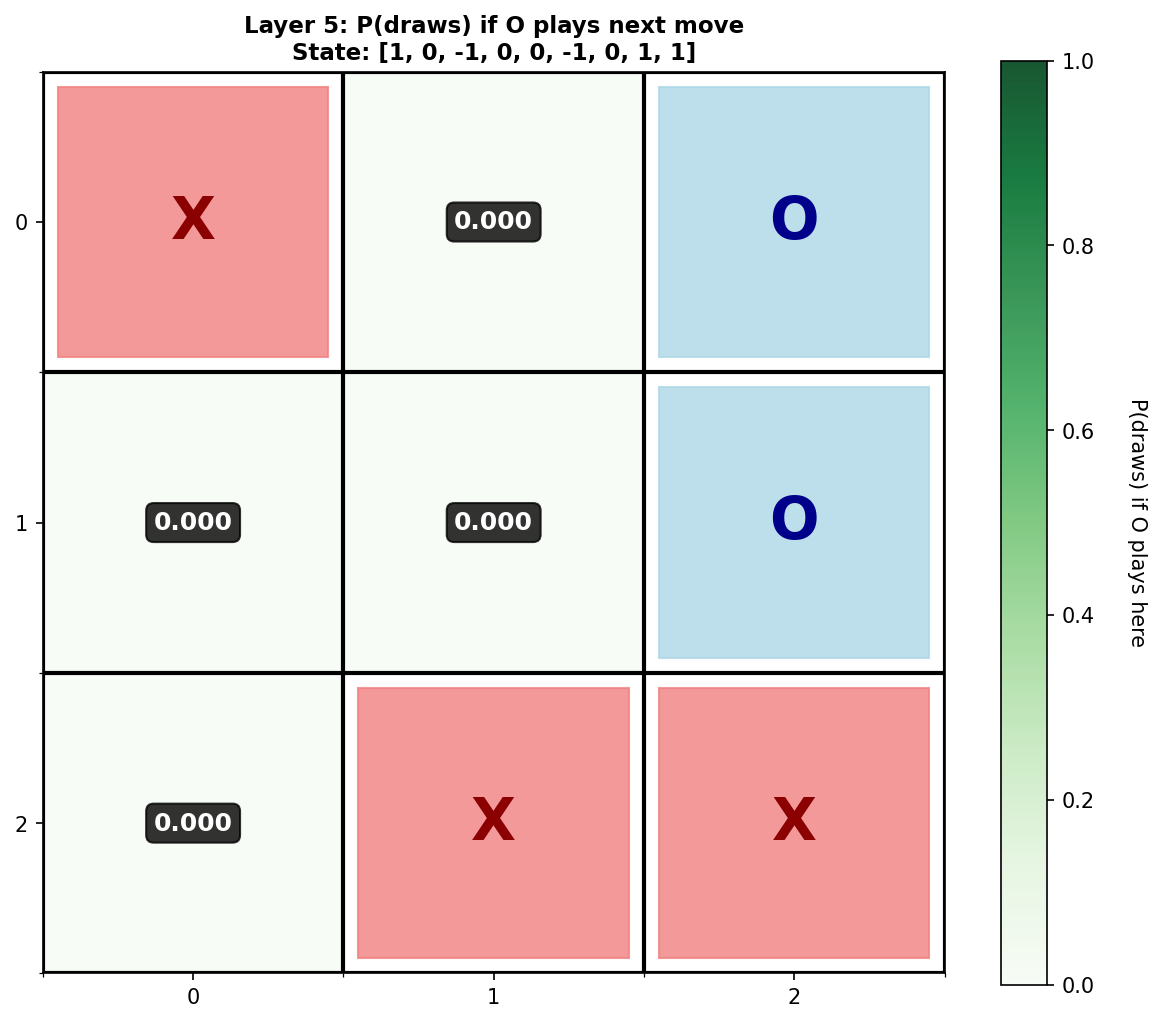 Layer 5: P(draws) if O plays next move
State: [1, 0, -1, 0, 0, -1, 0, 1, 1]
0 X 0.000 O
1 0.000 0.000 O
2 0.000 X X
0 1 2
1.0
0.8
0.6
0.4
0.2
0.0
P(draws) if O plays here